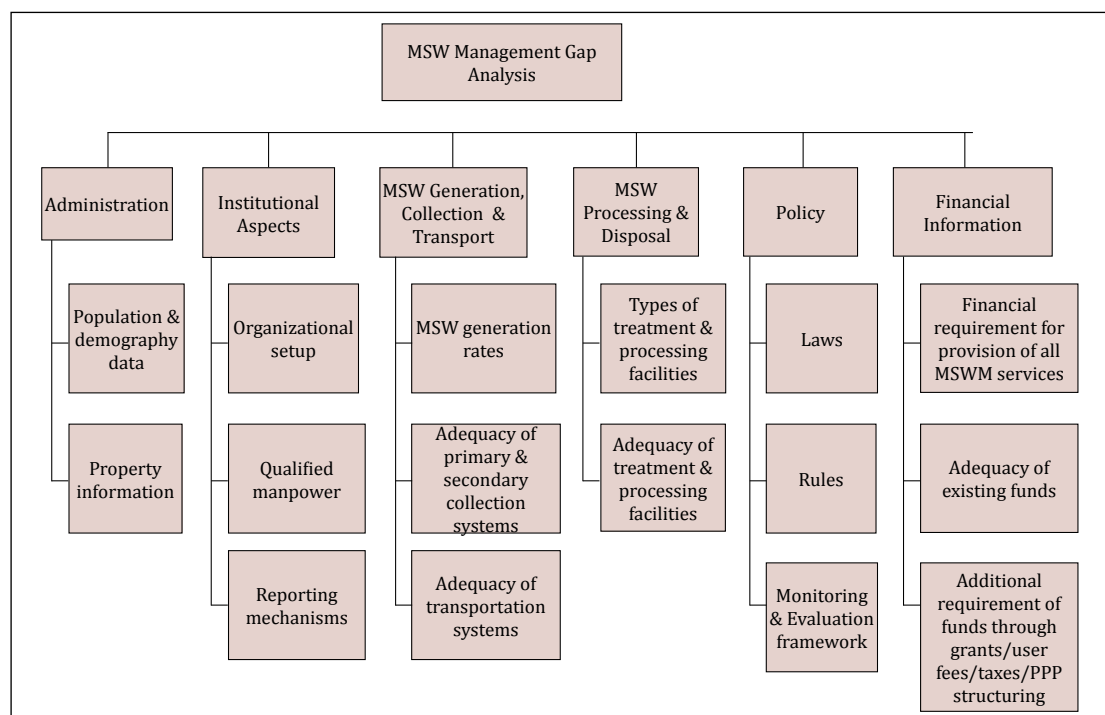 MSW Management Gap
Analysis
Administration
Institutional
Aspects
MSW Generation,
Collection & 
Transport
MSW
Processing &
Disposal
Policy
Financial
Information
Population &
demography
data
Property
information
Organizational
setup
Qualified
manpower
Reporting
mechanisms
MSW generation
rates
Adequacy of
primary &
secondary
collection
systems
Adequacy of
transportation
systems
Types of
treatment &
processing
facilities
Adequacy of
treatment &
processing
facilities
Laws
Rules
Monitoring
& Evaluation
framework
Financial
requirement for
provision of all
MSWM services
Adequacy of
existing funds
Additional
requirement of
funds through
grants/user
fees/taxes/PPP
structuring